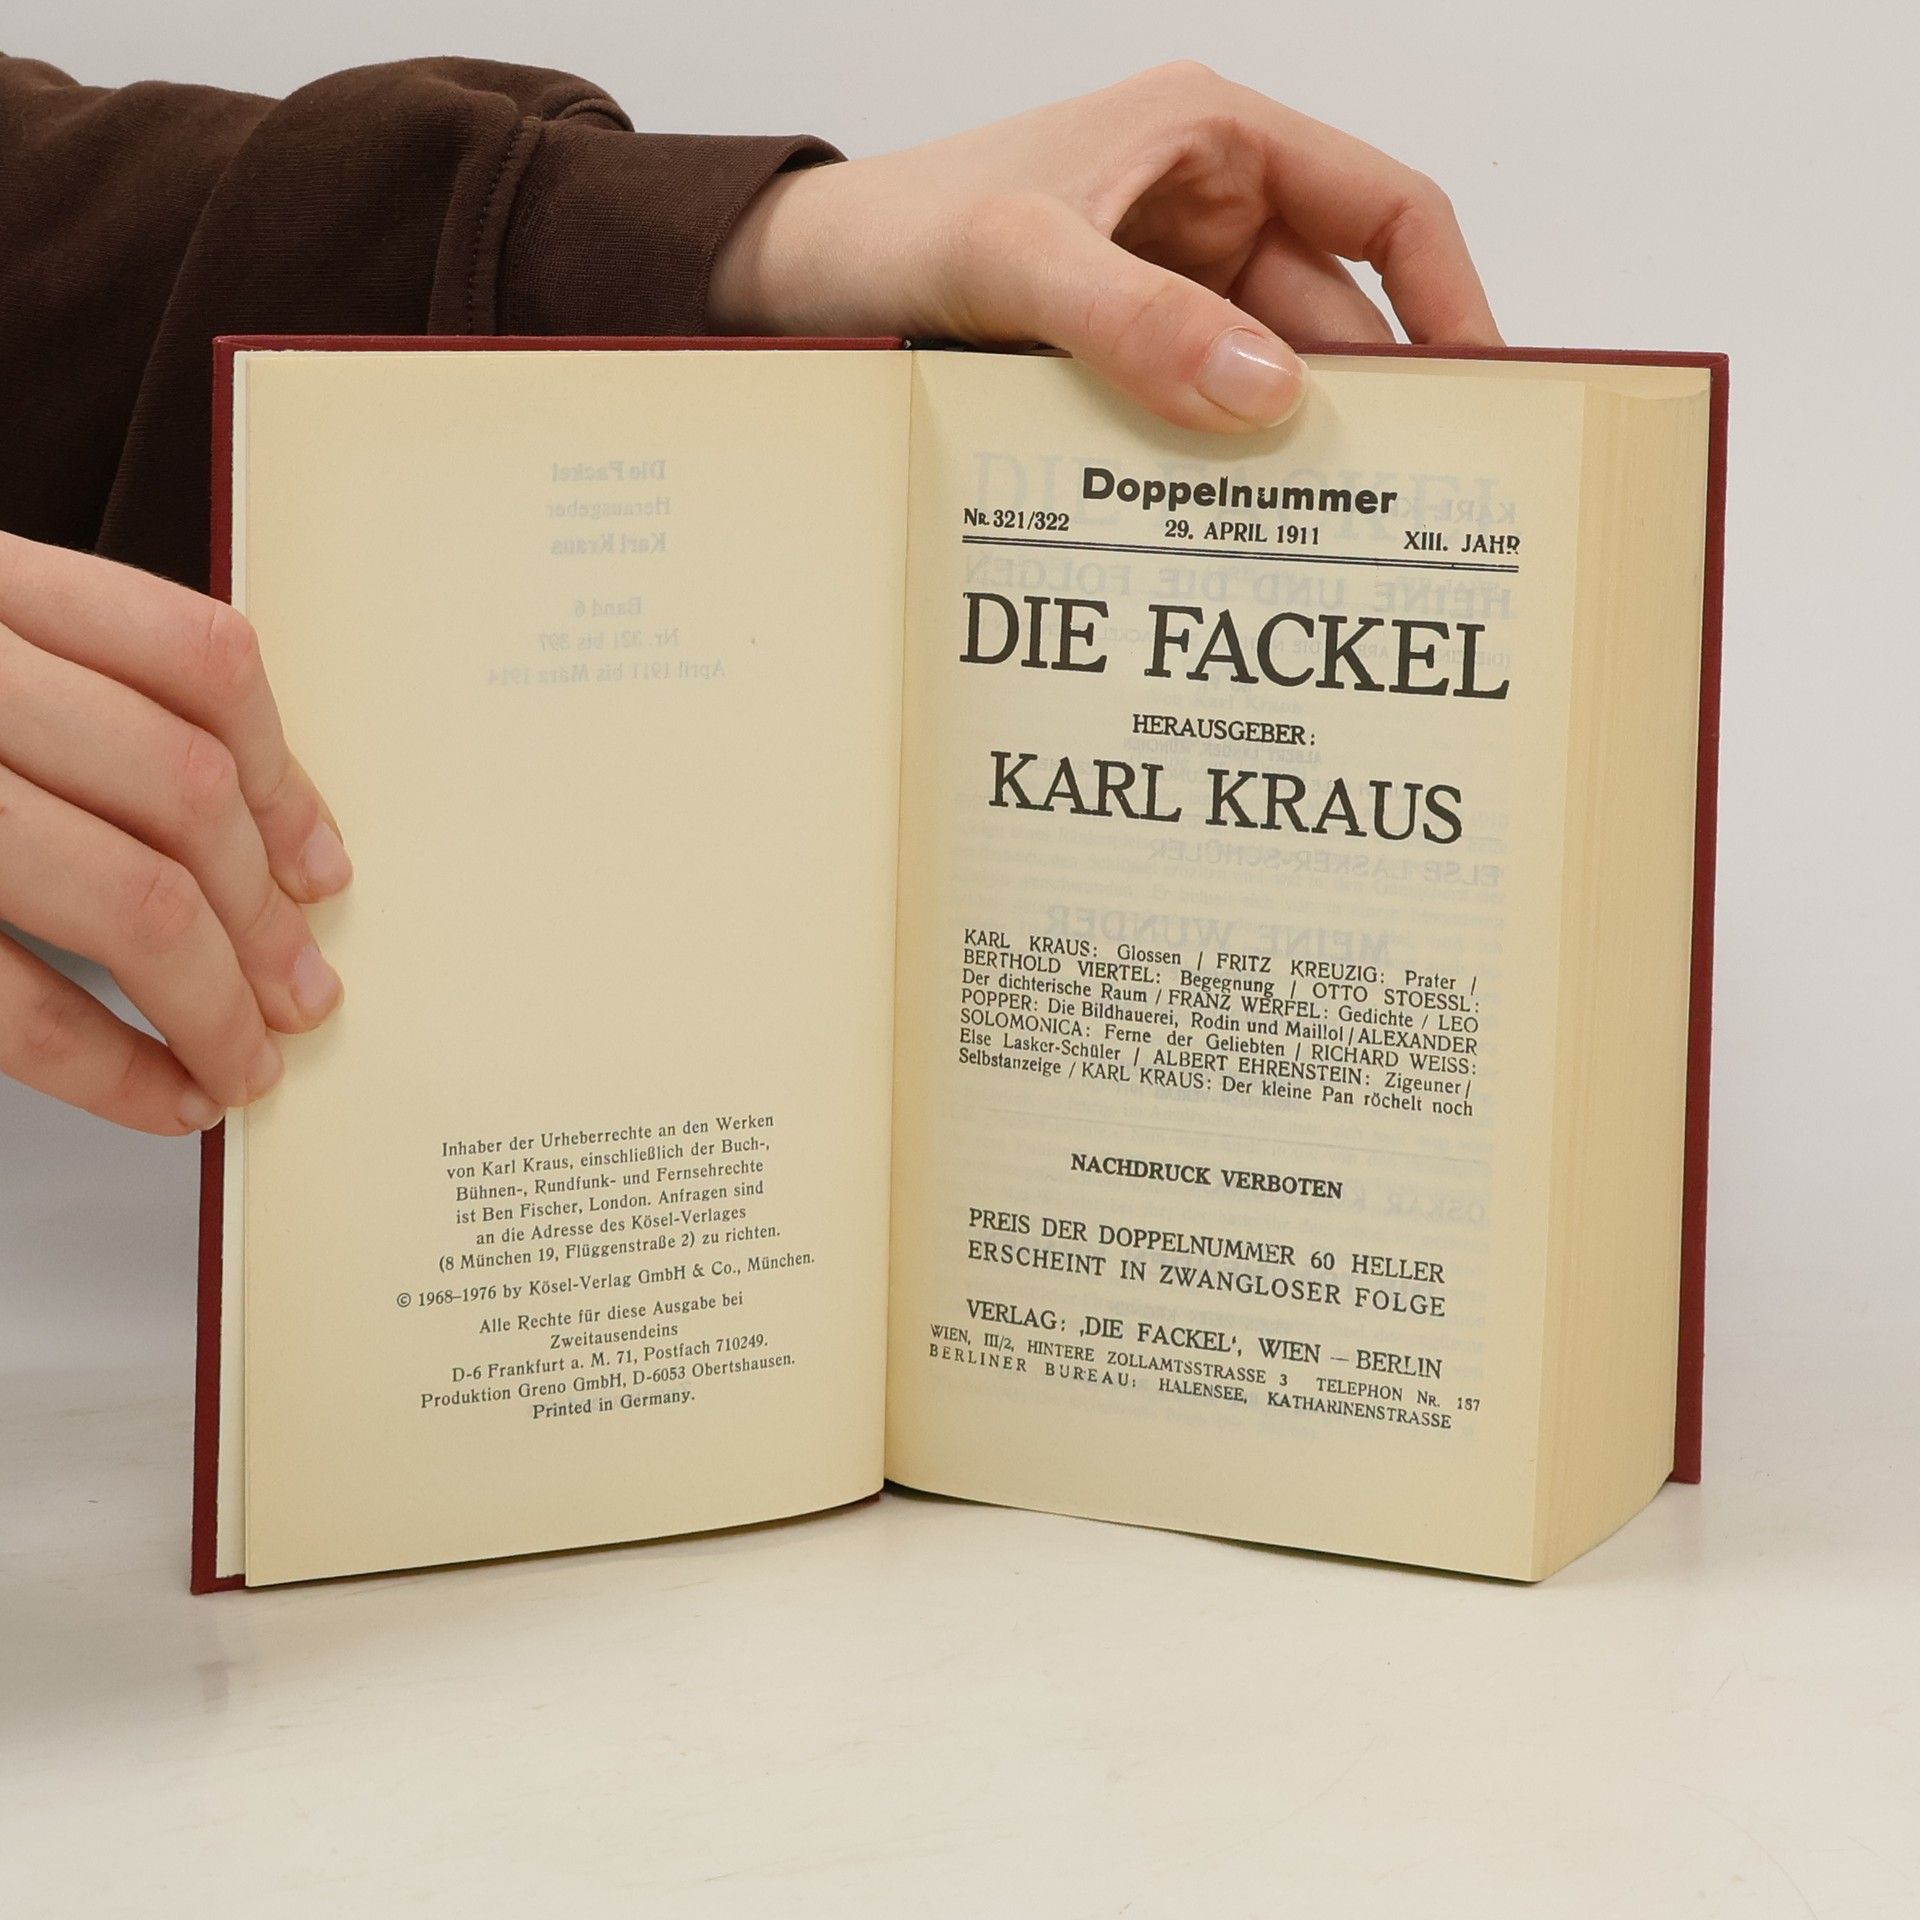 Inhaber der Urheberrechte an den Werken
von Karl Kraus, einschließlich der Buch-,
Bühnen-, Rundfunk- und Fernsehrechte
ist Ben Fischer, London. Anfragen sind
an die Adresse des Kösel-Verlages
(8 München 19, Flüggenstraße 2) zu richten.
© 1968–1976 by Kösel-Verlag GmbH & Co., München.
Alle Rechte für diese Ausgabe bei
Zweitausendeins
D-6 Frankfurt a. M. 71, Postfach 710249.
Produktion Greno GmbH, D-6053 Obertshausen.
Printed in Germany.
Doppelnummer
Nr. 321/322 29. APRIL 1911 XIII. JAHR
DIE FACKEL
HERAUSGEBER:
KARL KRAUS
KARL KRAUS: Glossen / FRITZ KREUZIG: Prater /
BERTHOLD VIERTEL: Begegnung / OTTO STOESSL:
Der dichterische Raum / FRANZ WERFEL: Gedichte / LEO
POPPER: Die Bildhauerei, Rodin und Maillol / ALEXANDER
SOLOMONICA: Ferne der Geliebten / RICHARD WEISS:
Else Lasker-Schüler / ALBERT EHRENSTEIN: Zigeuner /
Selbstanzeige / KARL KRAUS: Der kleine Pan röchelt noch
NACHDRUCK VERBOTEN
PREIS DER DOPPELNUMMER 60 HELLER
ERSCHEINT IN ZWANGLOSER FOLGE
VERLAG: ‚DIE FACKEL‘, WIEN — BERLIN
WIEN, III/2, HINTERE ZOLLAMTSSTRASSE 3 TELEPHON Nr. 187
BERLINER BUREAU: HALENSEE, KATHARINENSTRASSE